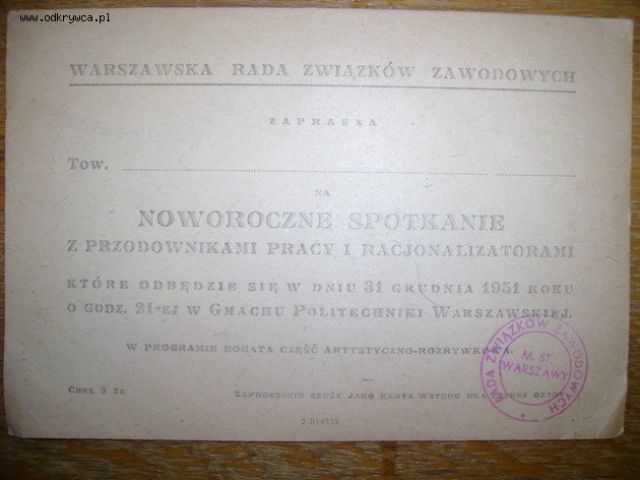 www.odkrywca.pl
WARSZAWSKA RADA ZWIĄZKÓW ZAWODOWYCH
ZAPRASZA
Tow.
NA
NOWOROCZNE SPOTKANIE
Z PRZODOWNIKAMI PRACY I RACJONALIZATORAMI
KTÓRE ODBĘDZIE SIĘ W DNIU 31 GRUDNIA 1951 ROKU
O GODZ. 21-EJ W GMACHU POLITECHNIKI WARSZAWSKIEJ.
W PROGRAMIE BOGATA CZĘŚĆ ARTYSTYCZNO-ROZRYWKOWA.
CENA 3 ZŁ.
ZAPROSZENIE SŁUŻY JAKO KARTA WSTĘPU DLA JEDNEJ OSOBY
RADA ZWIĄZKÓW ZAWODOWYCH
M. ST.
WARSZAWY